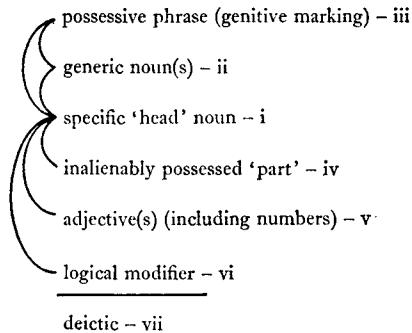 possessive phrase (genitive marking) – iii
generic noun(s) – ii
specific ‘head’ noun – i
inalienably possessed ‘part’ – iv
adjective(s) (including numbers) – v
logical modifier – vi
deictic – vii